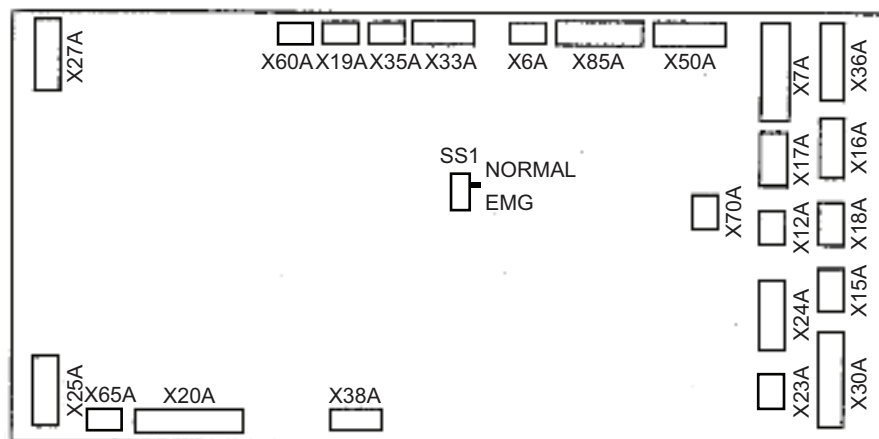 X27A
X60A X19A X35A X33A X6A X85A X50A
X7A
X36A
SS1
NORMAL
EMG
X17A
X16A
X70A
X12A
X18A
X24A
X15A
X25A
X65A X20A X38A
X23A
X30A